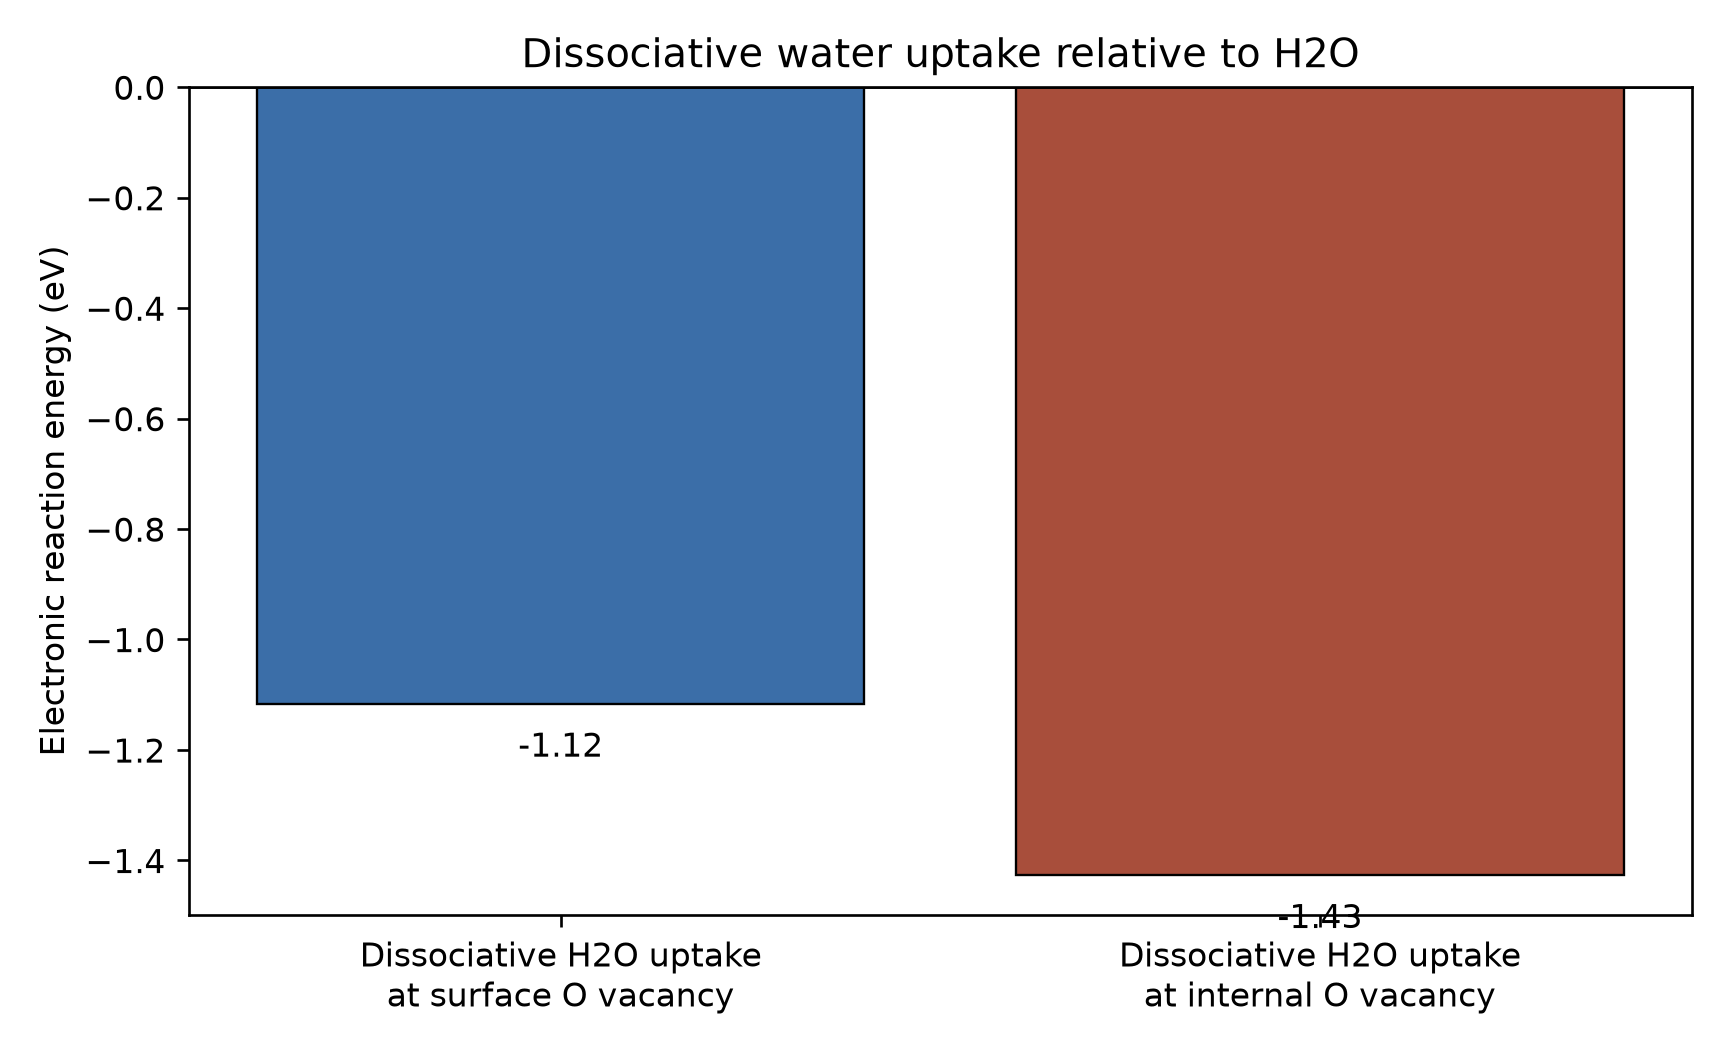 Dissociative water uptake relative to H2O
Electronic reaction energy (eV)
0.0
−0.2
−0.4
−0.6
−0.8
−1.0
−1.2
−1.4
-1.12
-1.43
Dissociative H2O uptake
at surface O vacancy
Dissociative H2O uptake
at internal O vacancy